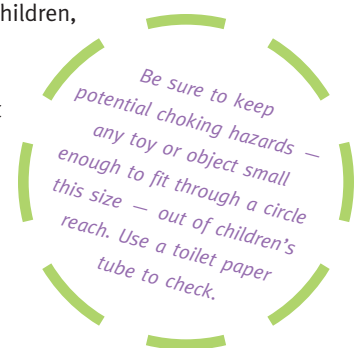 hildren,
Be sure to keep
potential choking hazards —
any toy or object small
enough to fit through a circle
this size — out of children's
reach. Use a toilet paper
tube to check.